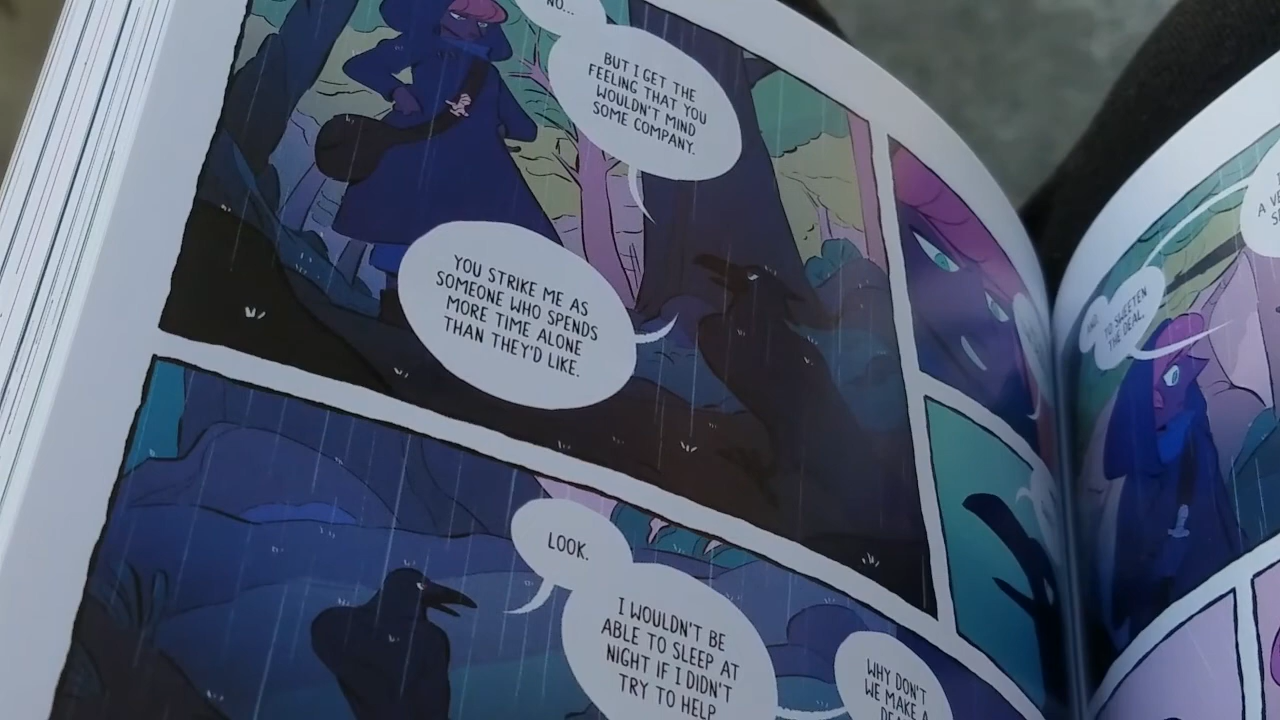 NO...
BUT I GET THE
FEELING THAT YOU
WOULDN'T MIND
SOME COMPANY.
YOU STRIKE ME AS
SOMEONE WHO SPENDS
MORE TIME ALONE
THAN THEY'D LIKE.
LOOK.
I WOULDN'T BE
ABLE TO SLEEP AT
NIGHT IF I DIDN'T
TRY TO HELP
WHY DON'T
WE MAKE A
A
AND,
TO SWEETEN
THE DEAL,